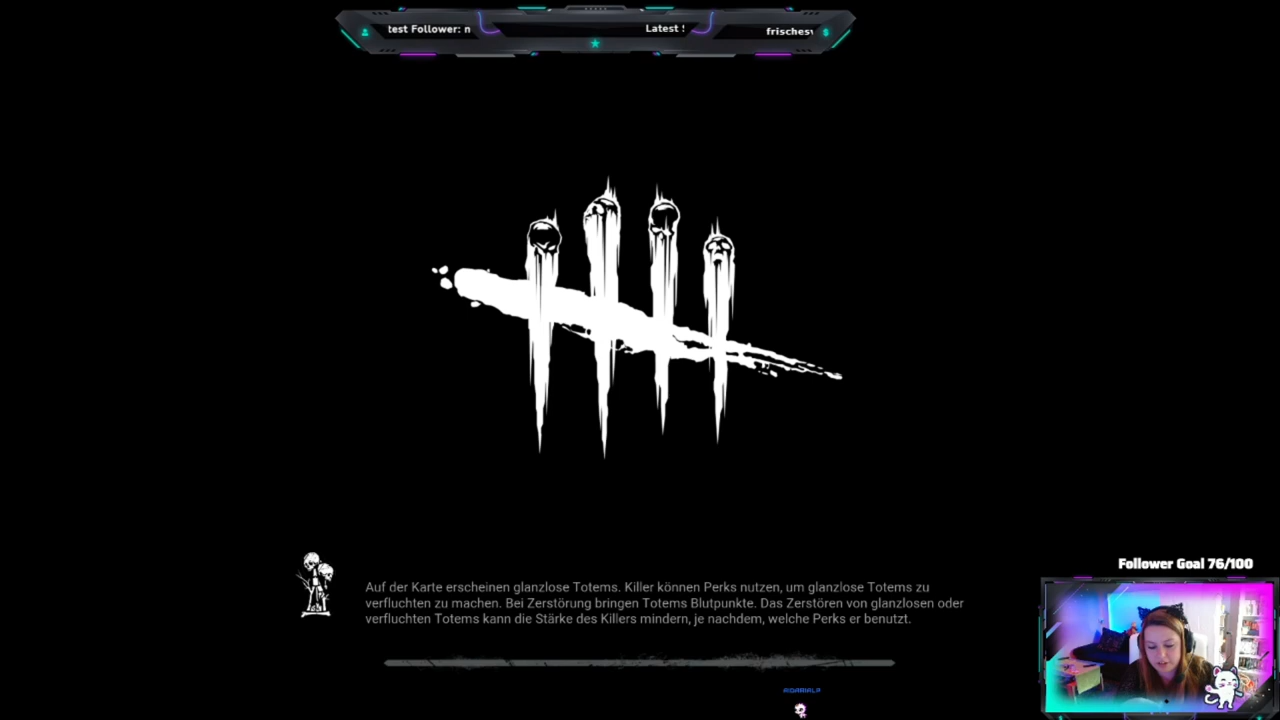 test Follower: n
Latest
frisches
Follower Goal 76/100
Auf der Karte erscheinen glanzlose Totems. Killer können Perks nutzen, um glanzlose Totems zu
verfluchten zu machen. Bei Zerstörung bringen Totems Blutpunkte. Das Zerstören von glanzlosen oder
verfluchten Totems kann die Stärke des Killers mindern, je nachdem, welche Perks er benutzt.